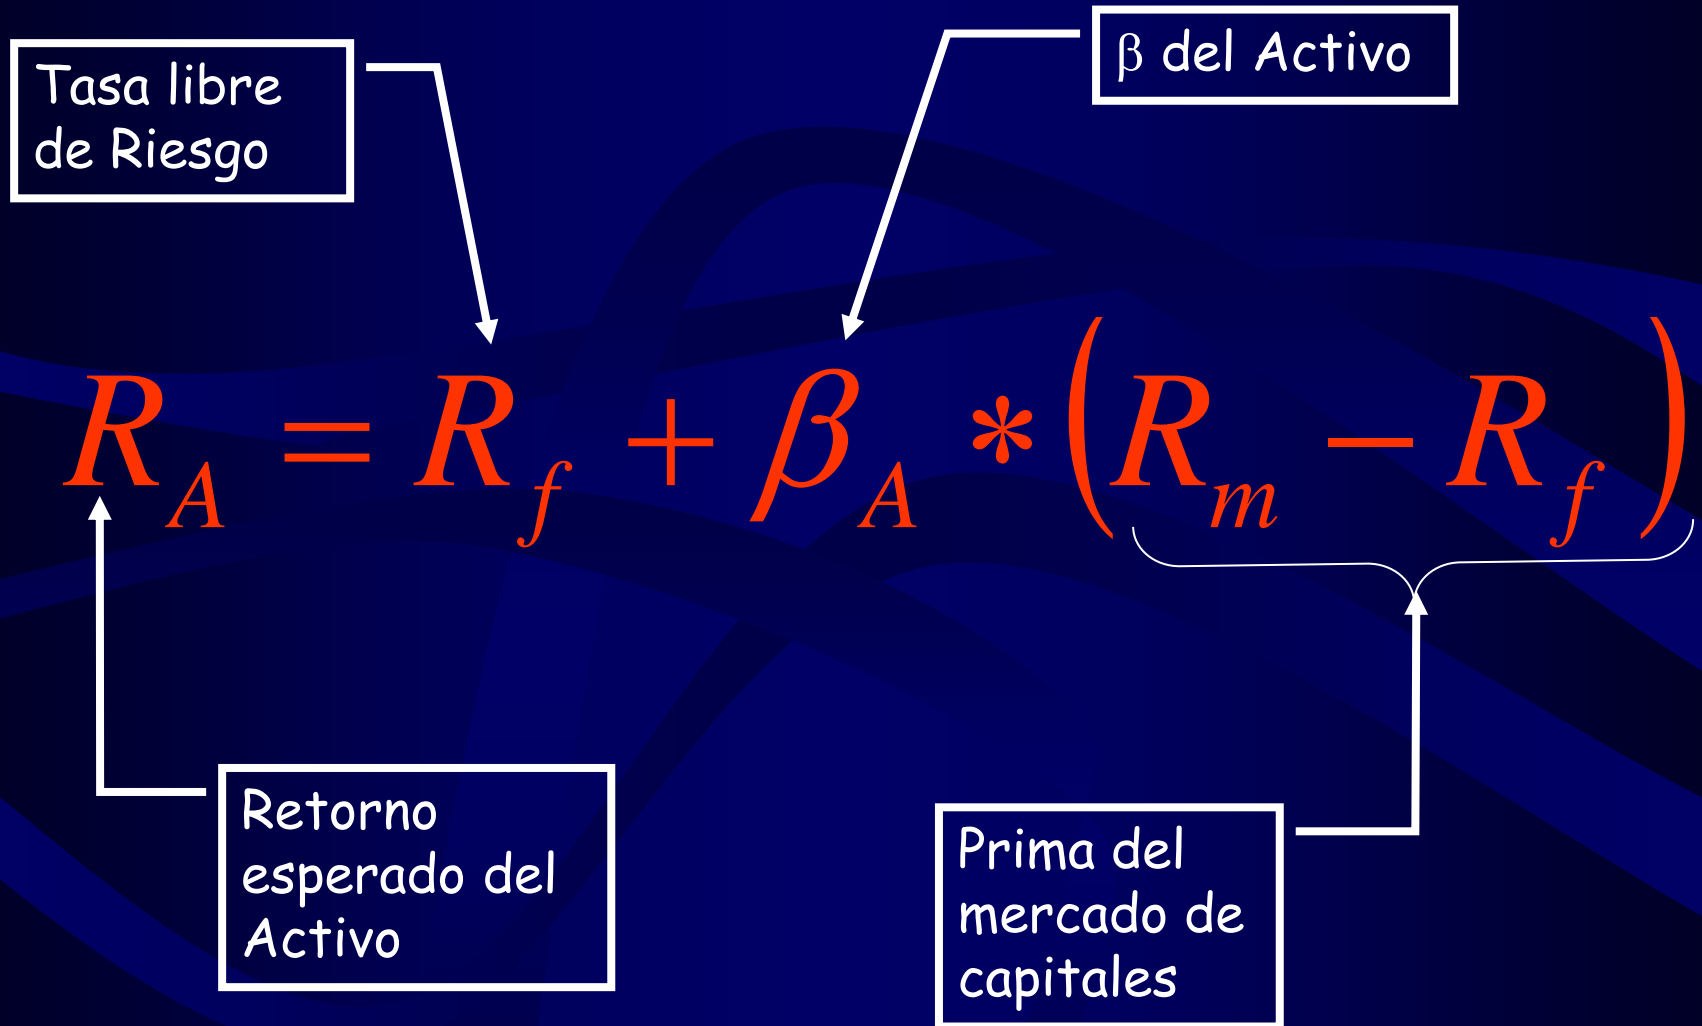 Tasa libre
de Riesgo
β del Activo
R_A = R_f + β_A * (R_m − R_f)
Retorno
esperado del
Activo
Prima del
mercado de
capitales